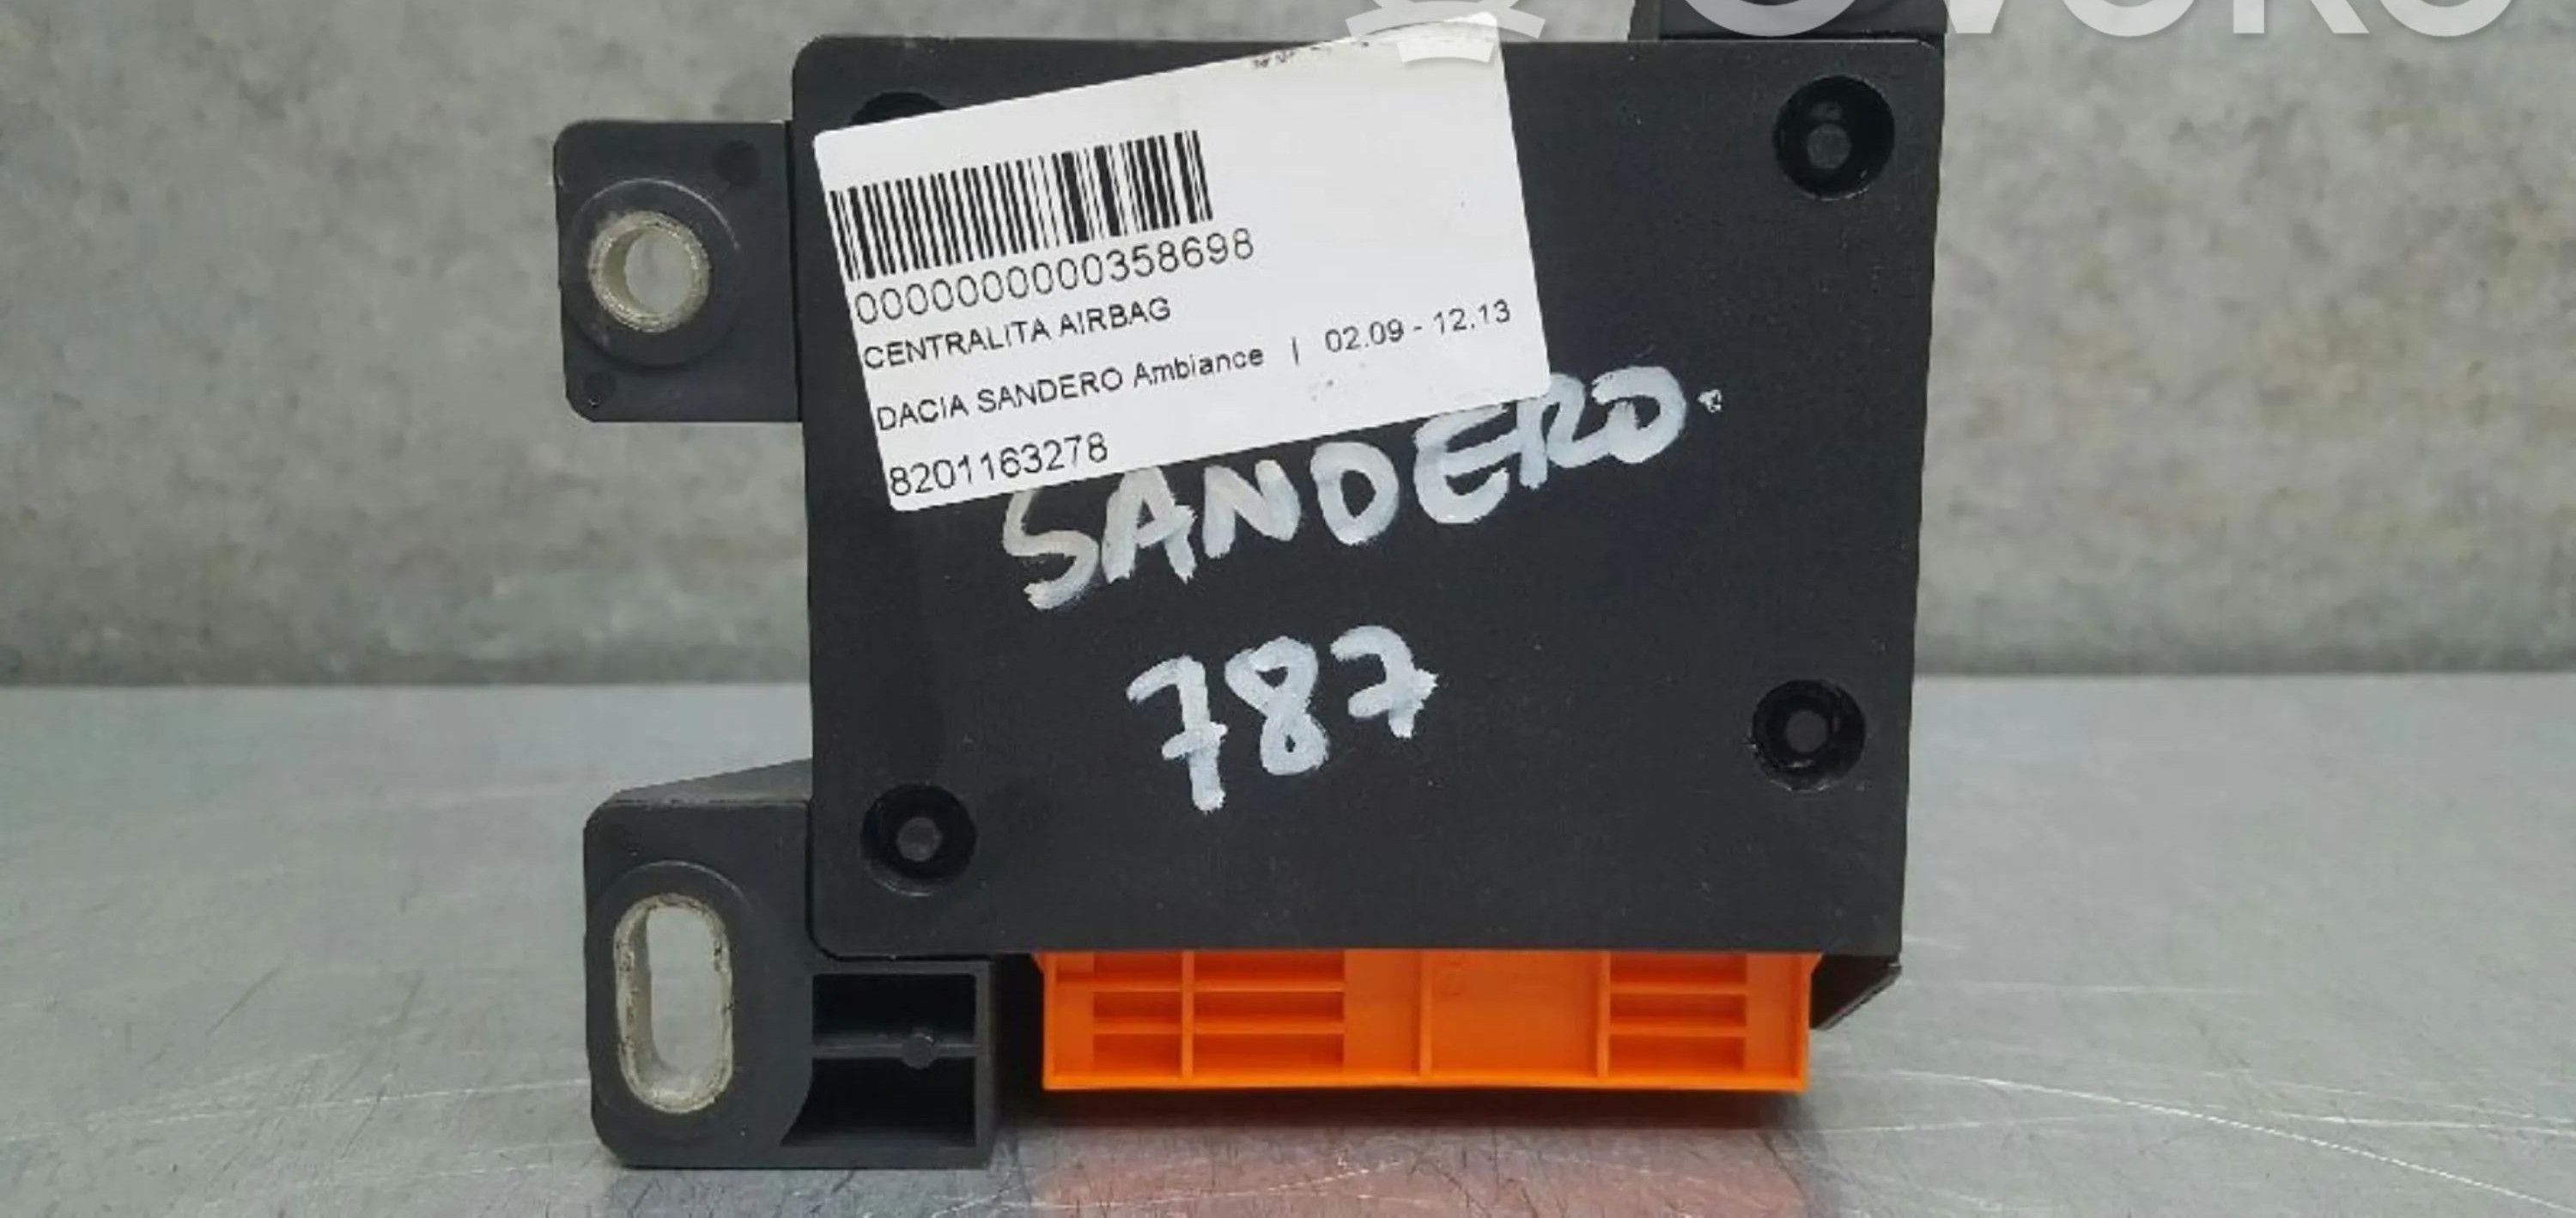 0000000000358698
CENTRALITA AIRBAG
DACIA SANDERO Ambiance | 02.09 - 12.13
8201163278
SANDERO.
787